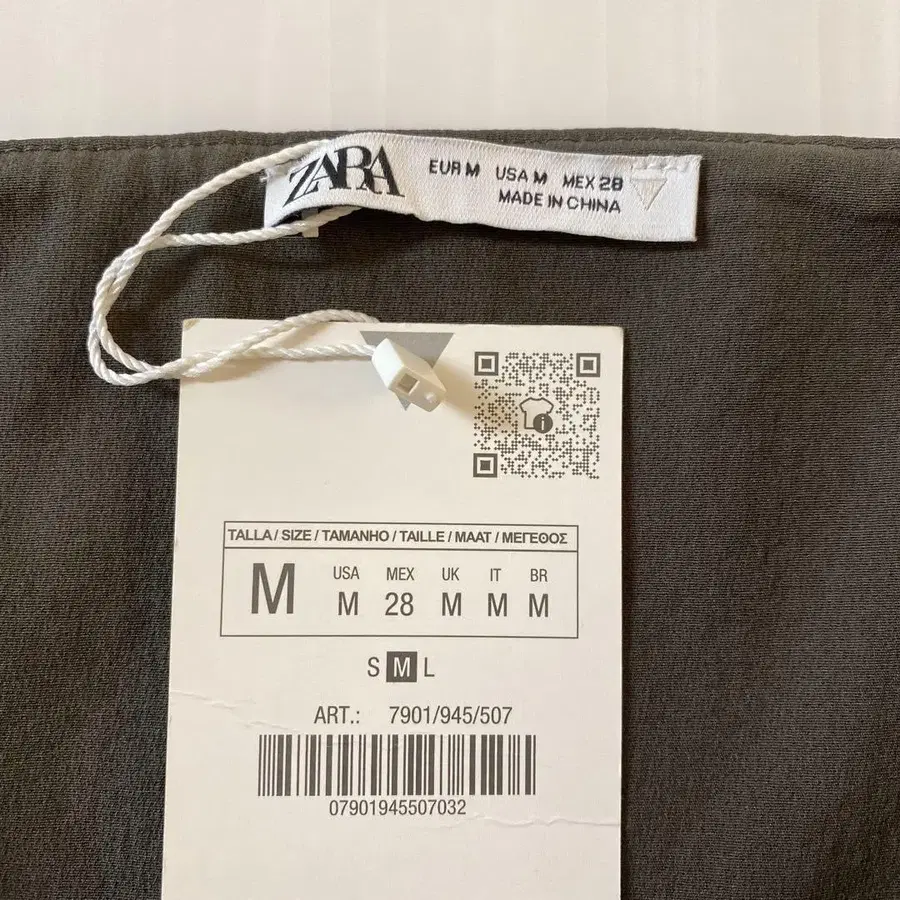 ZARA
EUR M USA M MEX 28
MADE IN CHINA
TALLA / SIZE / TAMANHO / TAILLE / MAAT / ΜΕΓΕΘΟΣ
USA MEX UK IT BR
M M 28 M M M
S M L
ART.: 7901/945/507
07901945507032